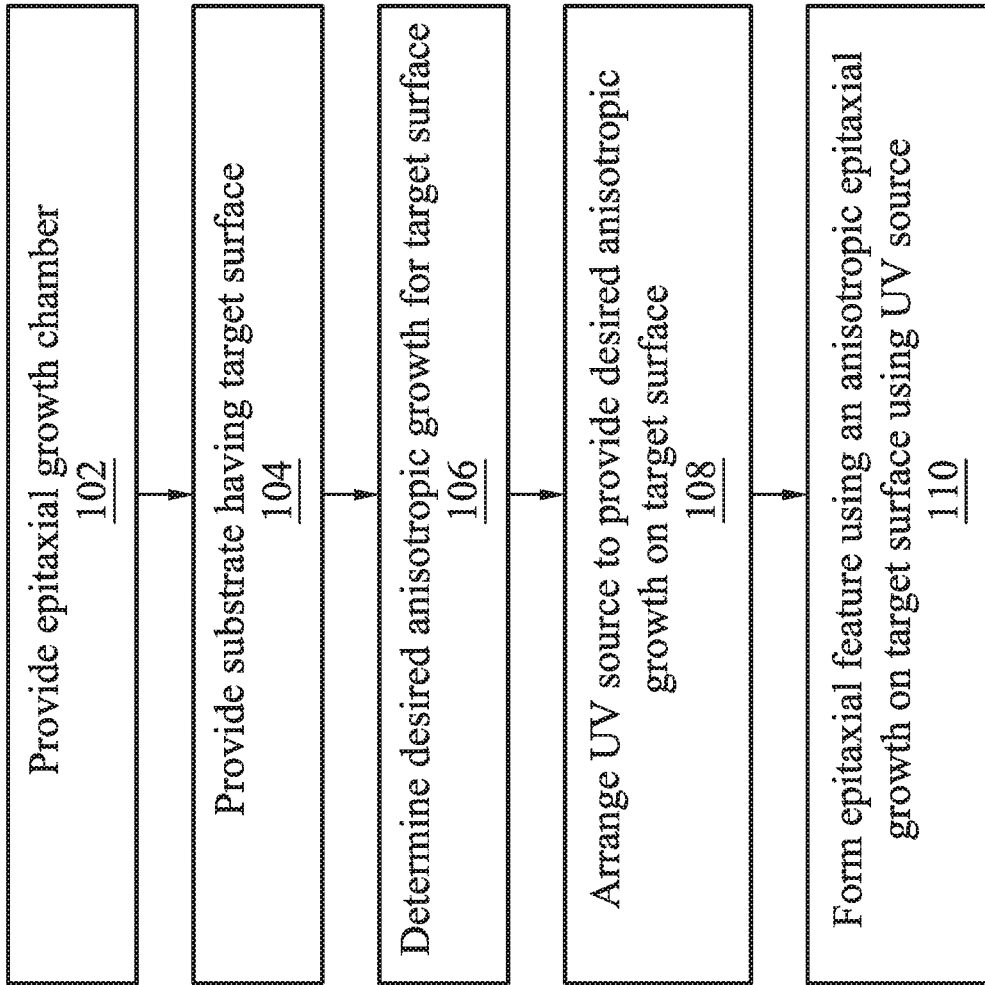 Provide epitaxial growth chamber
102
Provide substrate having target surface
104
Determine desired anisotropic growth for target surface
106
Arrange UV source to provide desired anisotropic
growth on target surface
108
Form epitaxial feature using an anisotropic epitaxial
growth on target surface using UV source
110